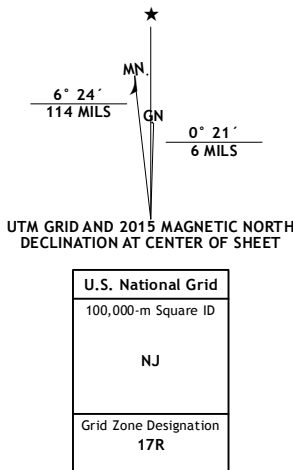 ★
MN.
6° 24´
114 MILS
GN
0° 21´
6 MILS
UTM GRID AND 2015 MAGNETIC NORTH
DECLINATION AT CENTER OF SHEET
U.S. National Grid
100,000-m Square ID
NJ
Grid Zone Designation
17R